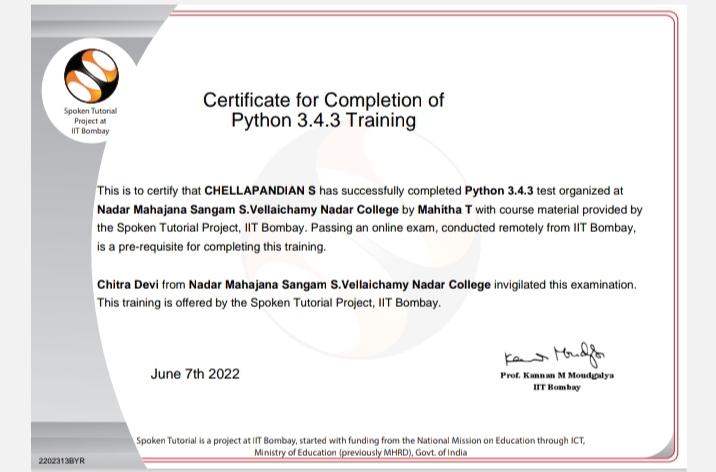 Spoken Tutorial
Project at
IIT Bombay
Certificate for Completion of
Python 3.4.3 Training
This is to certify that CHELLAPANDIAN S has successfully completed Python 3.4.3 test organized at
Nadar Mahajana Sangam S.Vellaichamy Nadar College by Mahitha T with course material provided by
the Spoken Tutorial Project, IIT Bombay. Passing an online exam, conducted remotely from IIT Bombay,
is a pre-requisite for completing this training.
Chitra Devi from Nadar Mahajana Sangam S.Vellaichamy Nadar College invigilated this examination.
This training is offered by the Spoken Tutorial Project, IIT Bombay.
June 7th 2022
Prof. Kannan M Moudgalya
IIT Bombay
Spoken Tutorial is a project at IIT Bombay, started with funding from the National Mission on Education through ICT,
Ministry of Education (previously MHRD), Govt. of India
2202313BYR